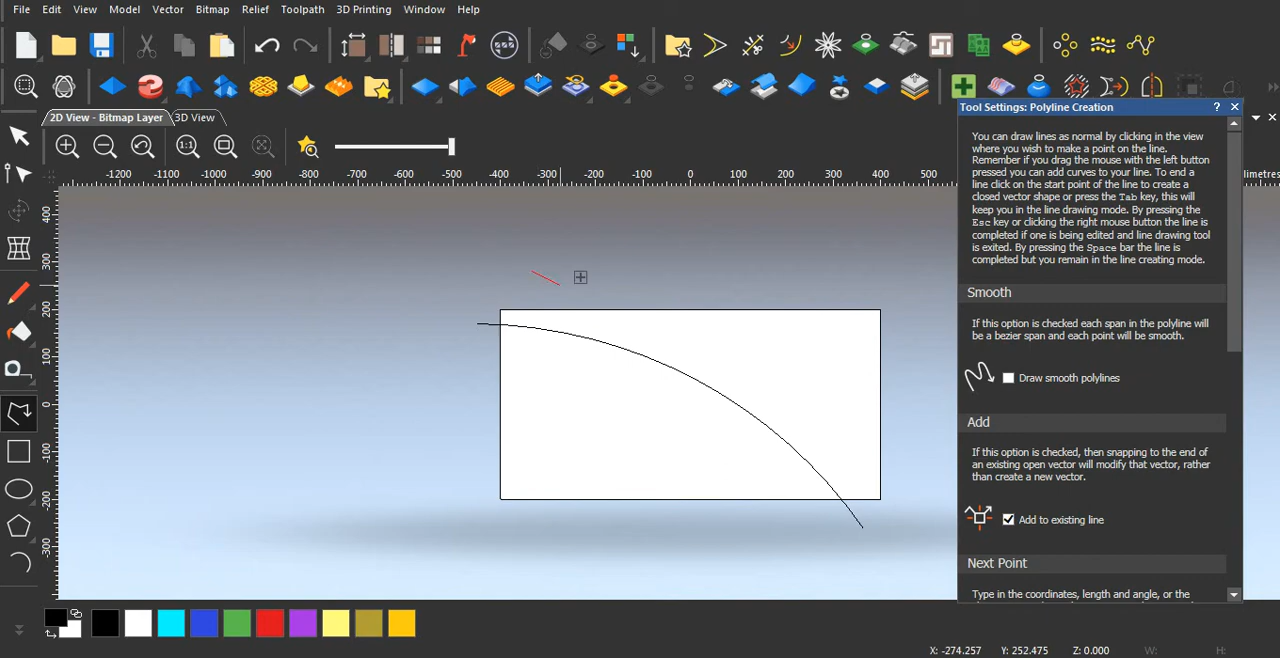 File Edit View Model Vector Bitmap Relief Toolpath 3D Printing Window Help
Tool Settings: Polyline Creation ?
2D View - Bitmap Layer 3D View
1:1
-1200 -1100 -1000 -900 -800 -700 -600 -500 -400 -300 -200 -100 0 100 200 300 400 500 limetres
400
300
200
100
0
-100
-200
-300
You can draw lines as normal by clicking in the view
where you wish to make a point on the line.
Remember if you drag the mouse with the left button
pressed you can add curves to your line. To end a
line click on the start point of the line to create a
closed vector shape or press the Tab key, this will
keep you in the line drawing mode. By pressing the
Esc key or clicking the right mouse button the line is
completed if one is being edited and line drawing tool
is exited. By pressing the Space bar the line is
completed but you remain in the line creating mode.
Smooth
If this option is checked each span in the polyline will
be a bezier span and each point will be smooth.
Draw smooth polylines
Add
If this option is checked, then snapping to the end of
an existing open vector will modify that vector, rather
than create a new vector.
Add to existing line
Next Point
Type in the coordinates, length and angle, or the
X: -274.257 Y: 252.475 Z: 0.000 W: H: